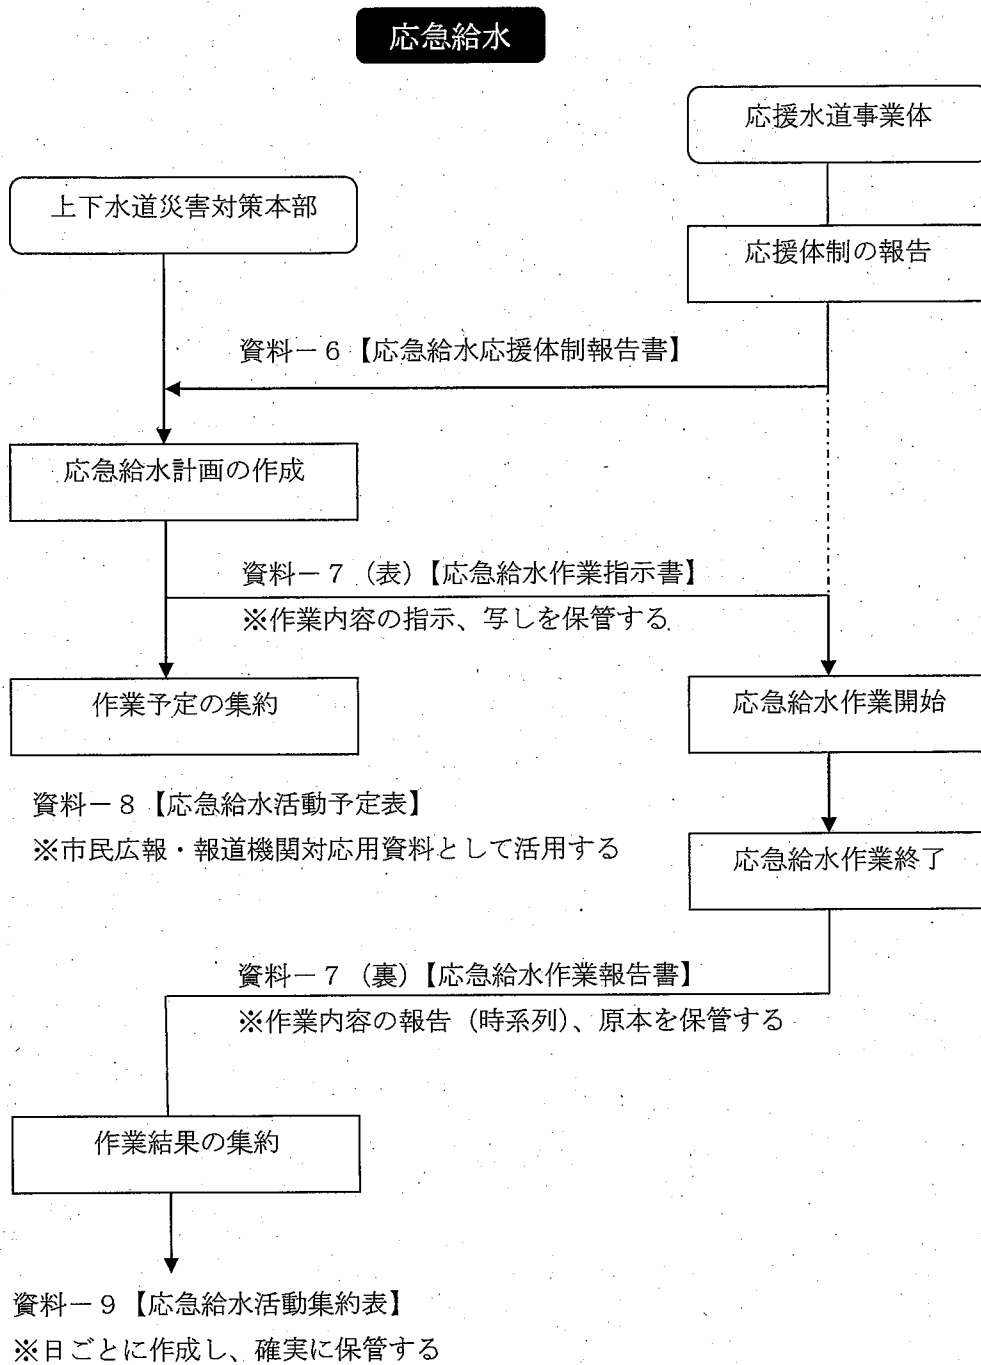 応急給水
応援水道事業体
上下水道災害対策本部
応援体制の報告
資料－６【応急給水応援体制報告書】
応急給水計画の作成
資料－７（表）【応急給水作業指示書】
※作業内容の指示、写しを保管する
作業予定の集約
応急給水作業開始
資料－８【応急給水活動予定表】
※市民広報・報道機関対応用資料として活用する
応急給水作業終了
資料－７（裏）【応急給水作業報告書】
※作業内容の報告（時系列）、原本を保管する
作業結果の集約
資料－９【応急給水活動集約表】
※日ごとに作成し、確実に保管する